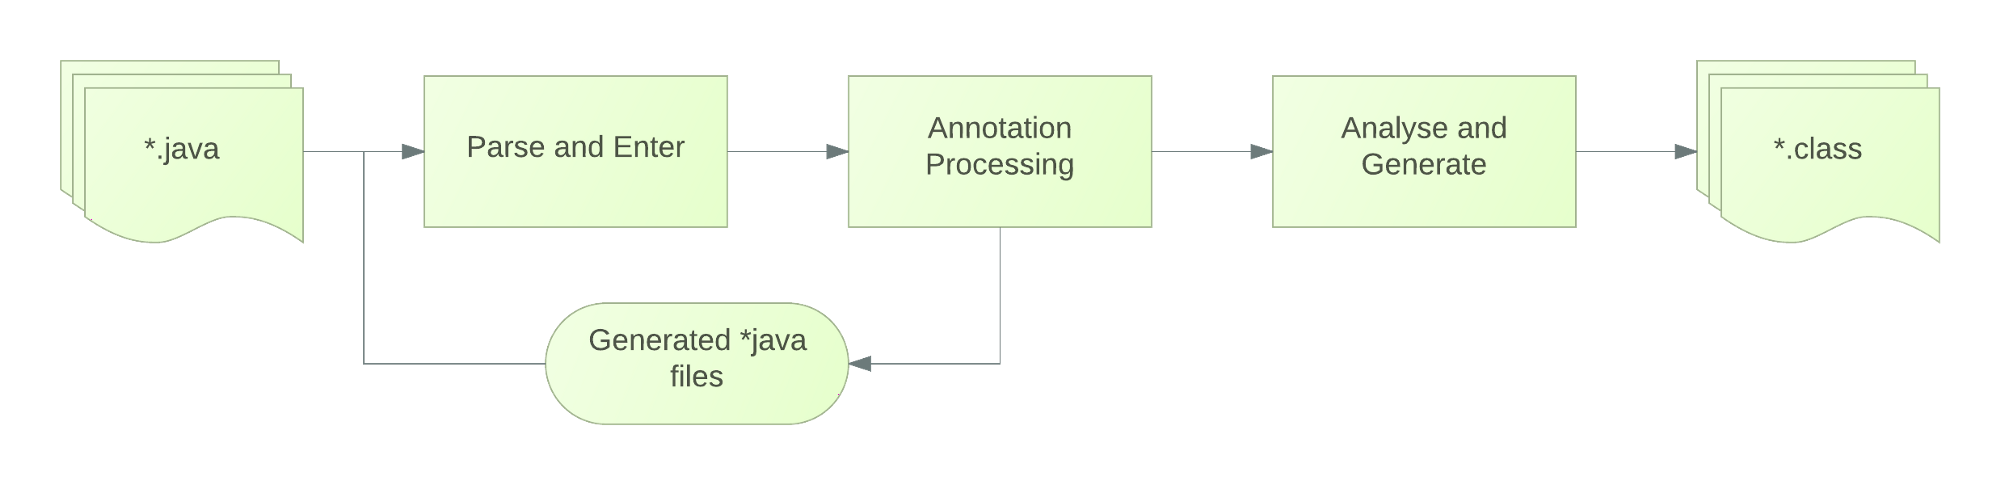 *.java
Parse and Enter
Annotation
Processing
Analyse and
Generate
*.class
Generated *java
files